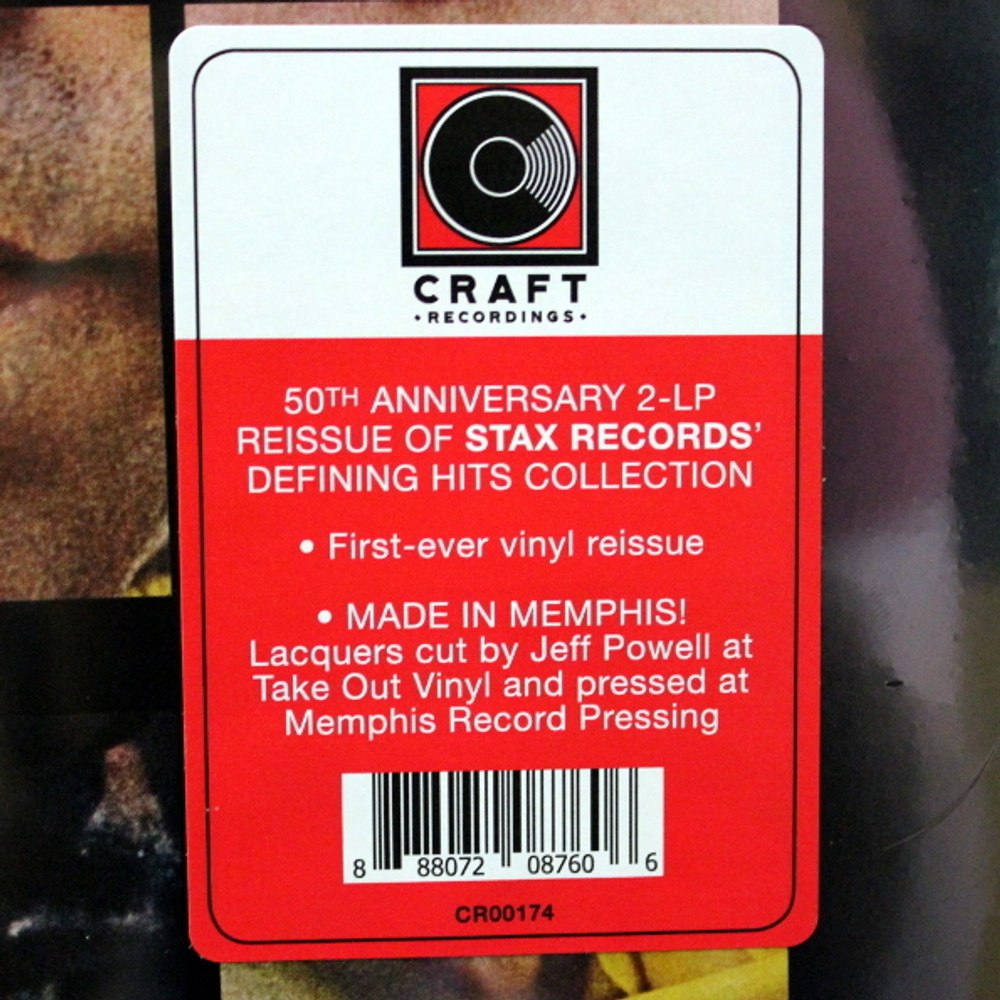 CRAFT
•RECORDINGS•
50TH ANNIVERSARY 2-LP
REISSUE OF STAX RECORDS'
DEFINING HITS COLLECTION
• First-ever vinyl reissue
• MADE IN MEMPHIS!
Lacquers cut by Jeff Powell at
Take Out Vinyl and pressed at
Memphis Record Pressing
8 88072 08760 6
CR00174